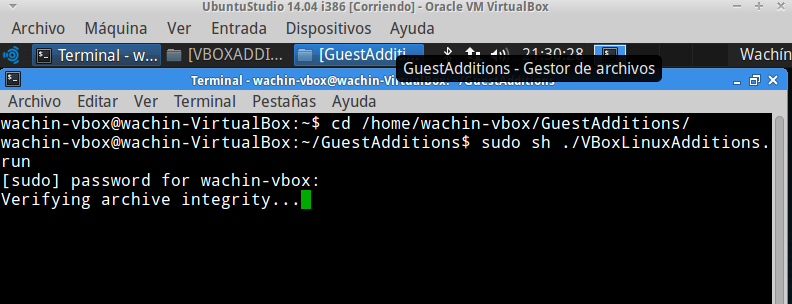 UbuntuStudio 14.04 i386 [Corriendo] - Oracle VM VirtualBox
Archivo Máquina Ver Entrada Dispositivos Ayuda
Terminal - w... [VBOXADDI... [GuestAdditi... 21:30:28 Wachín
GuestAdditions - Gestor de archivos
Terminal - wachin-vbox@wachin-VirtualBox: ~/GuestAdditions
Archivo Editar Ver Terminal Pestañas Ayuda
wachin-vbox@wachin-VirtualBox:~$ cd /home/wachin-vbox/GuestAdditions/
wachin-vbox@wachin-VirtualBox:~/GuestAdditions$ sudo sh ./VBoxLinuxAdditions.
run
[sudo] password for wachin-vbox:
Verifying archive integrity...